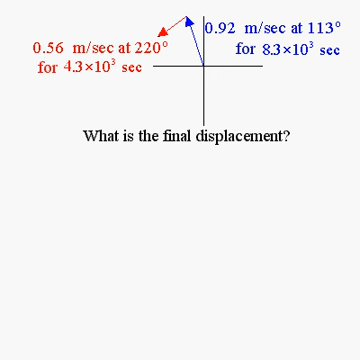 0.92 m/sec at 113°
for 8.3×10³ sec
0.56 m/sec at 220°
for 4.3×10³ sec
What is the final displacement?